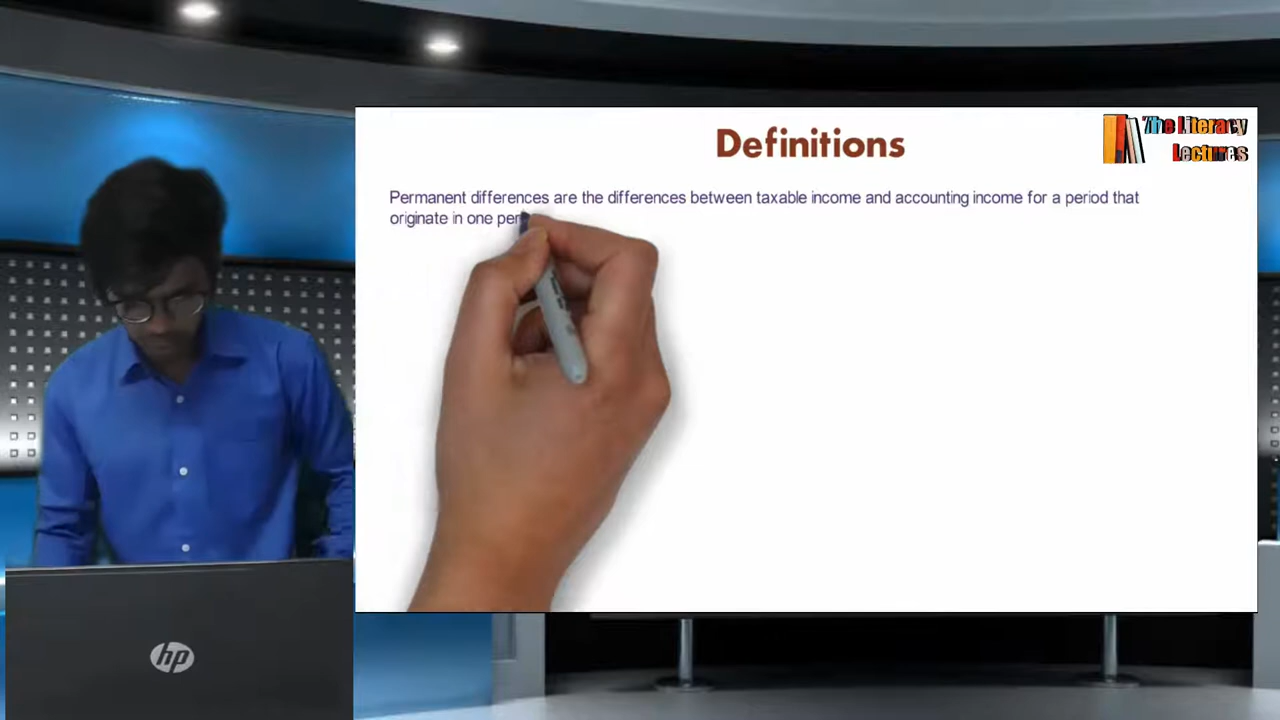 Definitions
The Literacy
Lectures
Permanent differences are the differences between taxable income and accounting income for a period that
originate in one per
hp